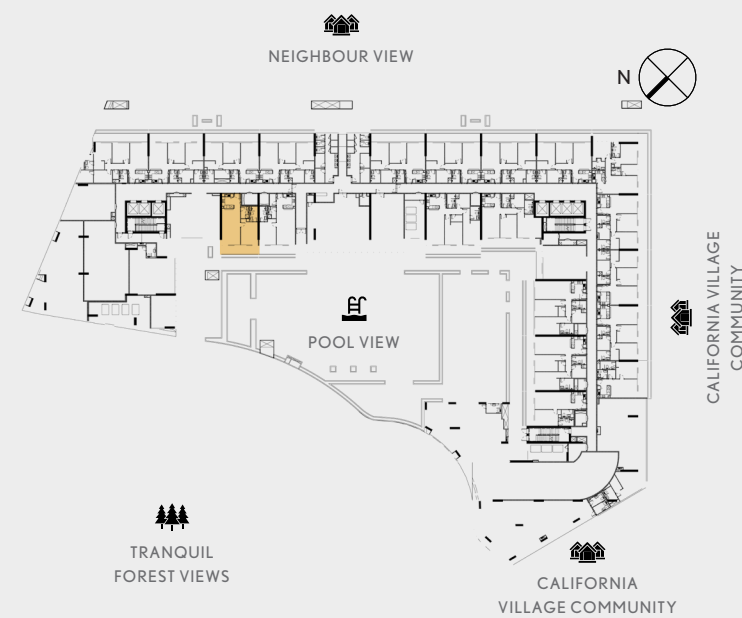 NEIGHBOUR VIEW
N
CALIFORNIA VILLAGE
COMMUNITY
POOL VIEW
TRANQUIL
FOREST VIEWS
CALIFORNIA
VILLAGE COMMUNITY